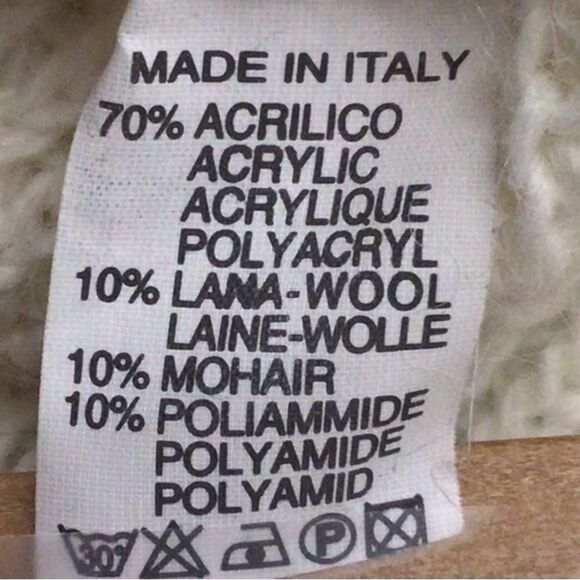 MADE IN ITALY
70% ACRILICO
ACRYLIC
ACRYLIQUE
POLYACRYL
10% LANA-WOOL
LAINE-WOLLE
10% MOHAIR
10% POLIAMMIDE
POLYAMIDE
POLYAMID
30° P